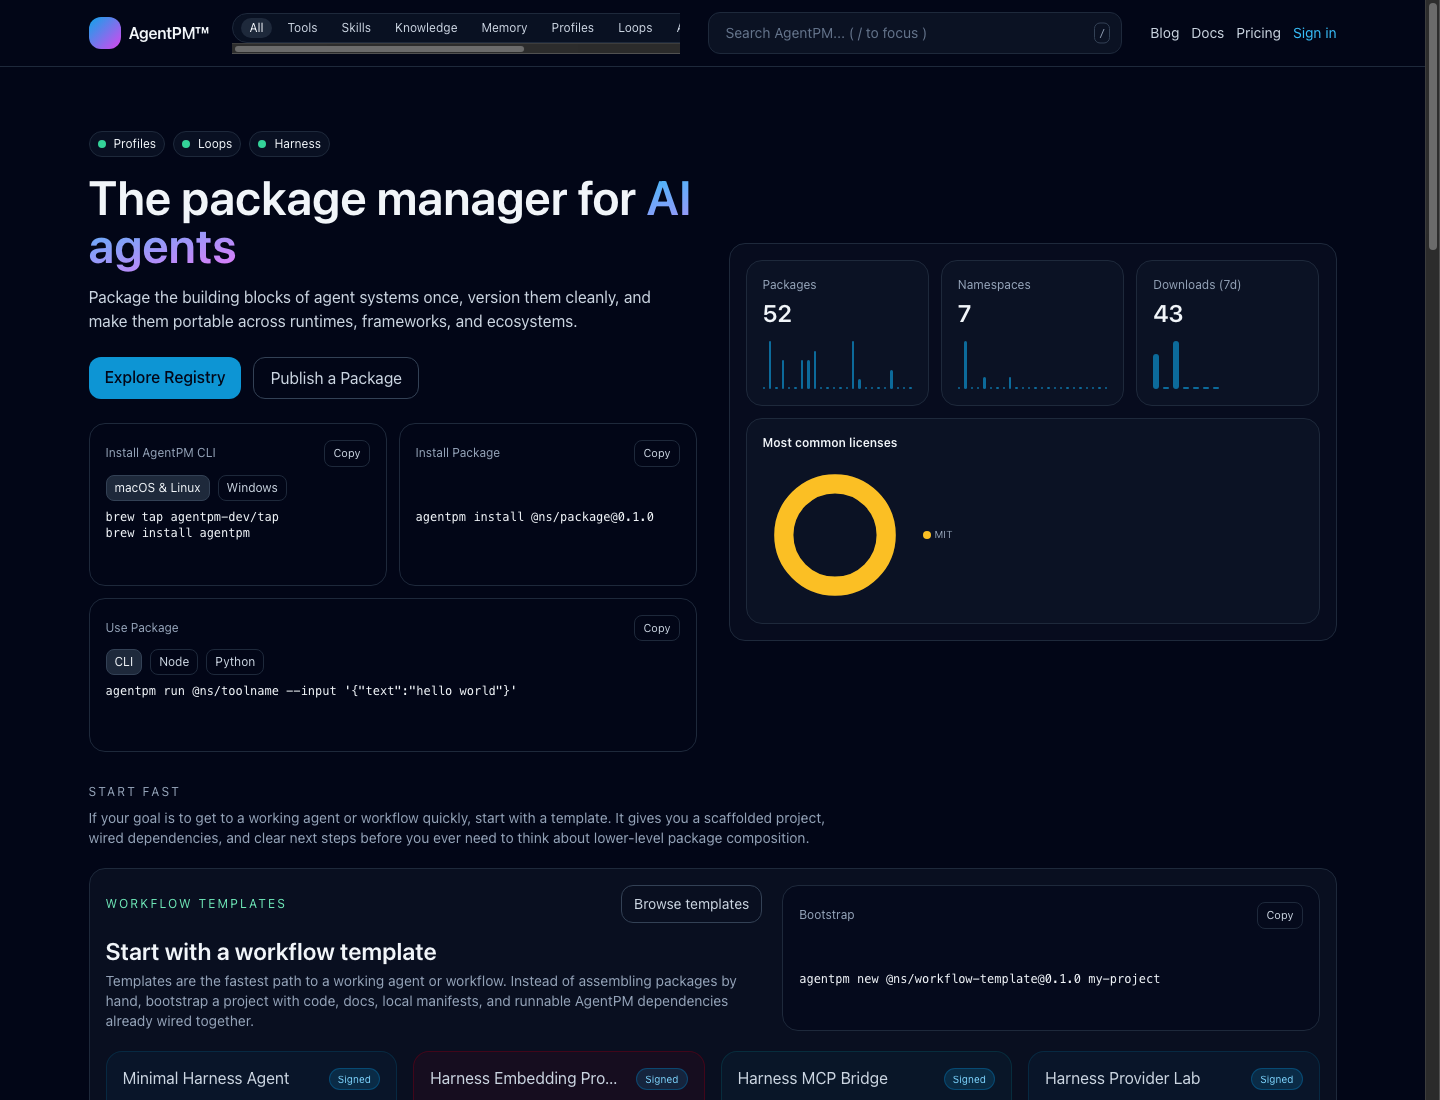 AgentPM™
All Tools Skills Knowledge Memory Profiles Loops
Search AgentPM... ( / to focus )
/
Blog Docs Pricing Sign in
Profiles Loops Harness
The package manager for AI
agents
Package the building blocks of agent systems once, version them cleanly, and
make them portable across runtimes, frameworks, and ecosystems.
Explore Registry Publish a Package
Install AgentPM CLI Copy
macOS & Linux Windows
brew tap agentpm-dev/tap
brew install agentpm
Install Package Copy
agentpm install @ns/package@0.1.0
Use Package Copy
CLI Node Python
agentpm run @ns/toolname --input '{"text":"hello world"}'
Packages
52
Namespaces
7
Downloads (7d)
43
Most common licenses
MIT
START FAST
If your goal is to get to a working agent or workflow quickly, start with a template. It gives you a scaffolded project,
wired dependencies, and clear next steps before you ever need to think about lower-level package composition.
WORKFLOW TEMPLATES
Browse templates
Start with a workflow template
Templates are the fastest path to a working agent or workflow. Instead of assembling packages by
hand, bootstrap a project with code, docs, local manifests, and runnable AgentPM dependencies
already wired together.
Bootstrap Copy
agentpm new @ns/workflow-template@0.1.0 my-project
Minimal Harness Agent Signed
Harness Embedding Pro... Signed
Harness MCP Bridge Signed
Harness Provider Lab Signed